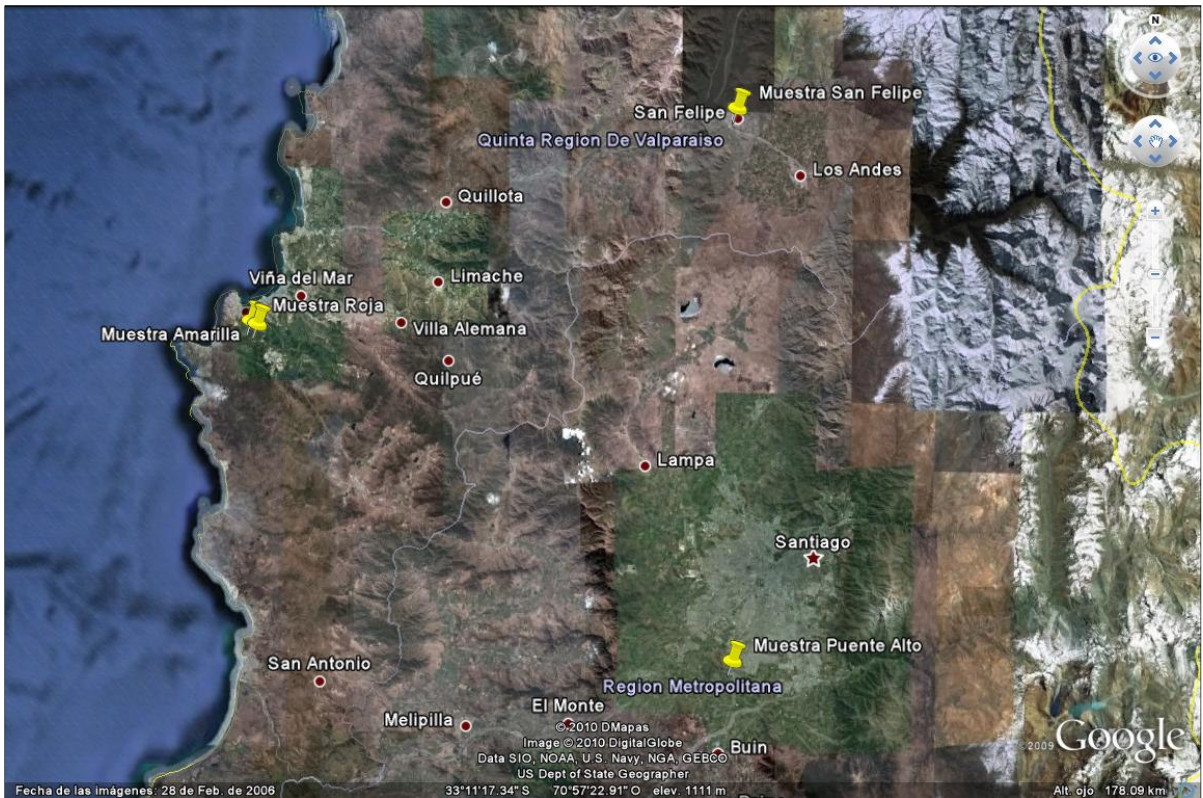 N
Muestra San Felipe
San Felipe
Quinta Region De Valparaiso
Los Andes
Quillota
Viña del Mar
Limache
Muestra Roja
Muestra Amarilla
Villa Alemana
Quilpué
Lampa
Santiago
Muestra Puente Alto
San Antonio
Region Metropolitana
El Monte
Melipilla
© 2010 DMapas
Image © 2010 DigitalGlobe
Buin
Data SIO, NOAA, U.S. Navy, NGA, GEBCO
US Dept of State Geographer
©2009 Google
Fecha de las imágenes: 28 de Feb. de 2006
33°11'17.34" S 70°57'22.91" O elev. 1111 m
Alt. ojo 178.09 km